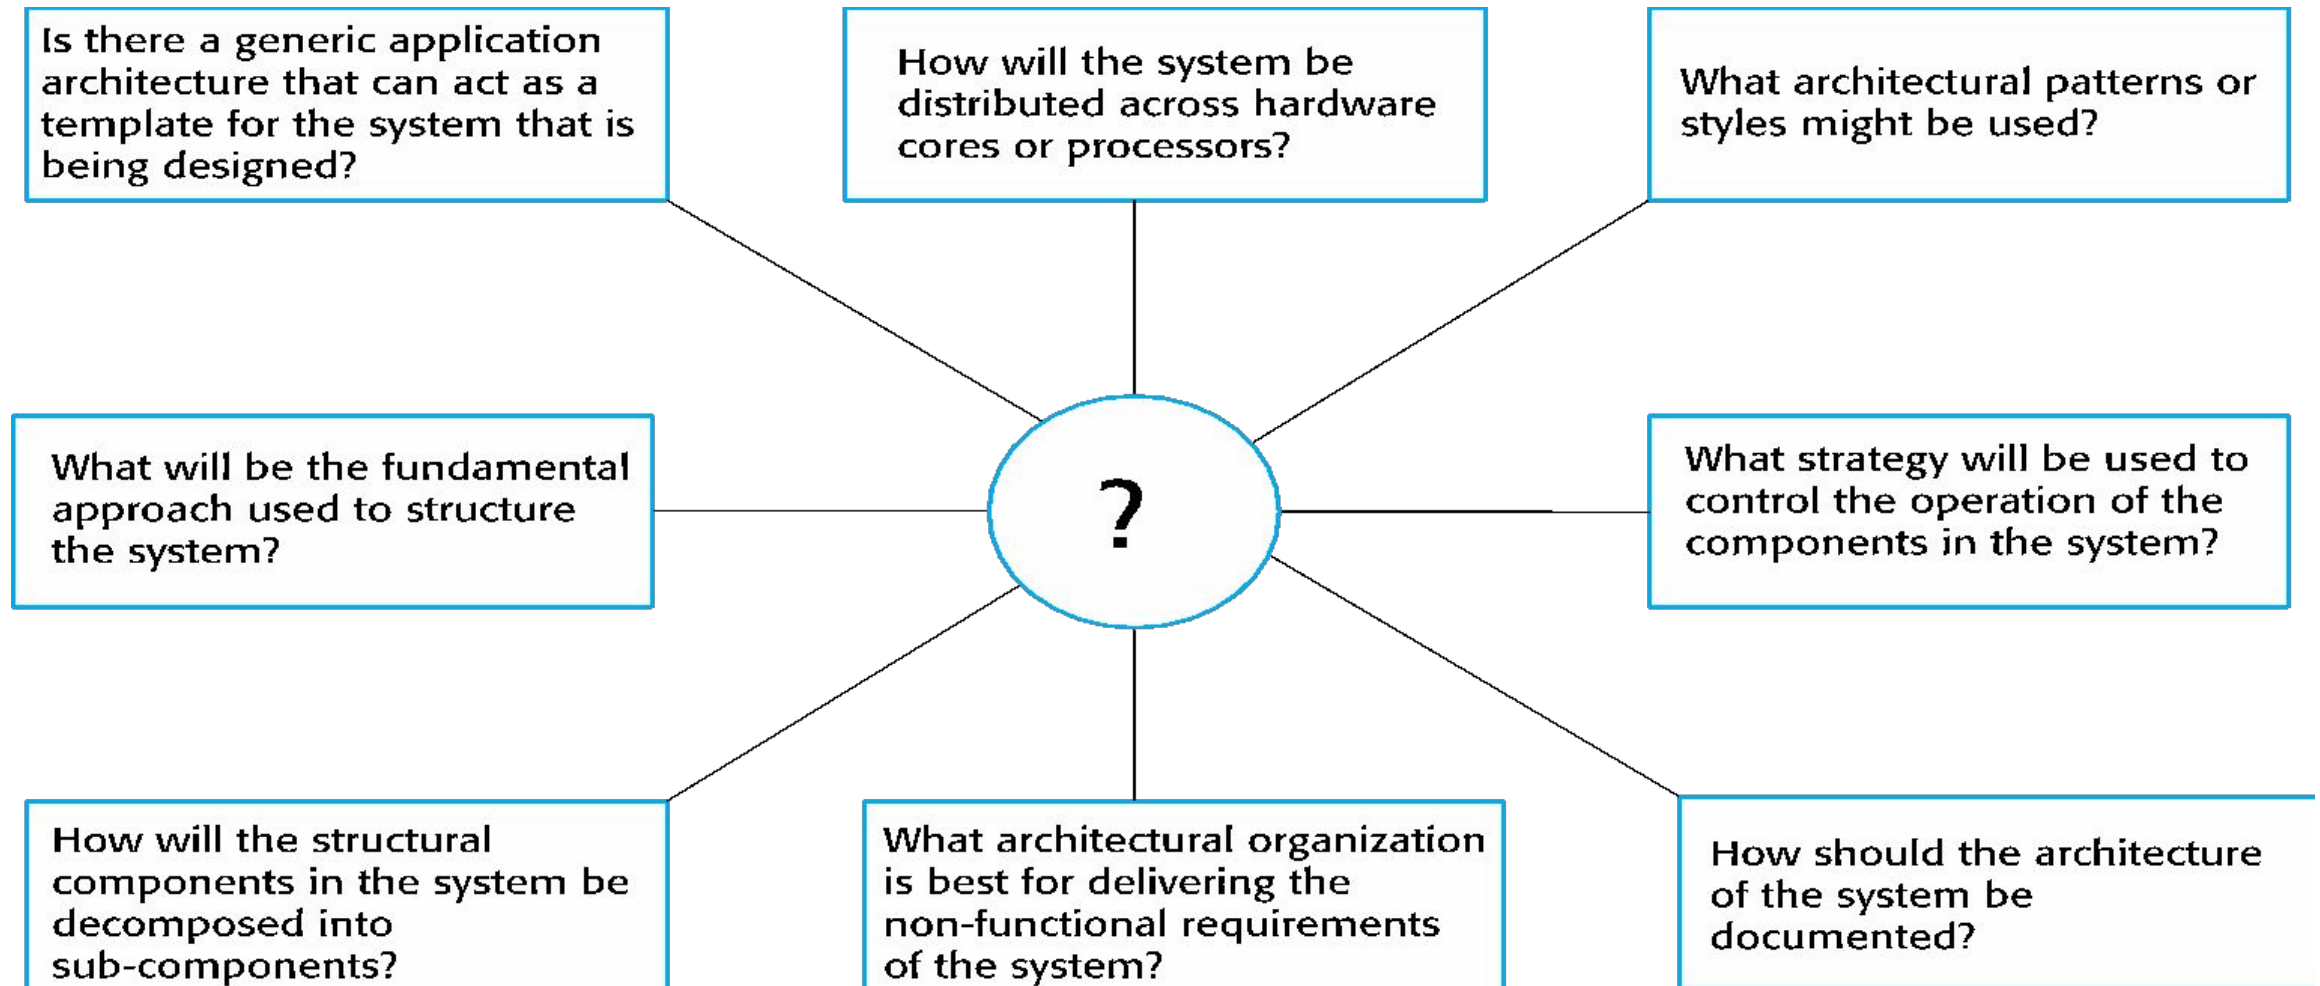 Is there a generic application
architecture that can act as a
template for the system that is
being designed?
How will the system be
distributed across hardware
cores or processors?
What architectural patterns or
styles might be used?
What will be the fundamental
approach used to structure
the system?
?
What strategy will be used to
control the operation of the
components in the system?
How will the structural
components in the system be
decomposed into
sub-components?
What architectural organization
is best for delivering the
non-functional requirements
of the system?
How should the architecture
of the system be
documented?